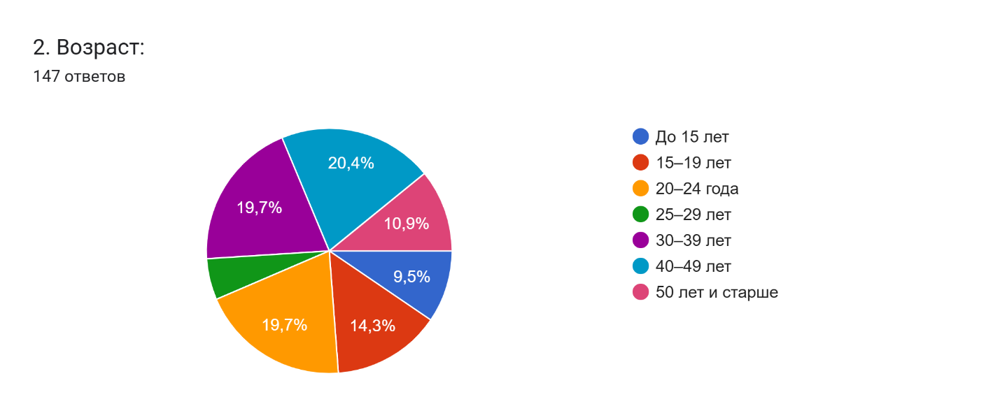 2. Возраст:
147 ответов
20,4%
19,7%
10,9%
9,5%
19,7%
14,3%
До 15 лет
15–19 лет
20–24 года
25–29 лет
30–39 лет
40–49 лет
50 лет и старше